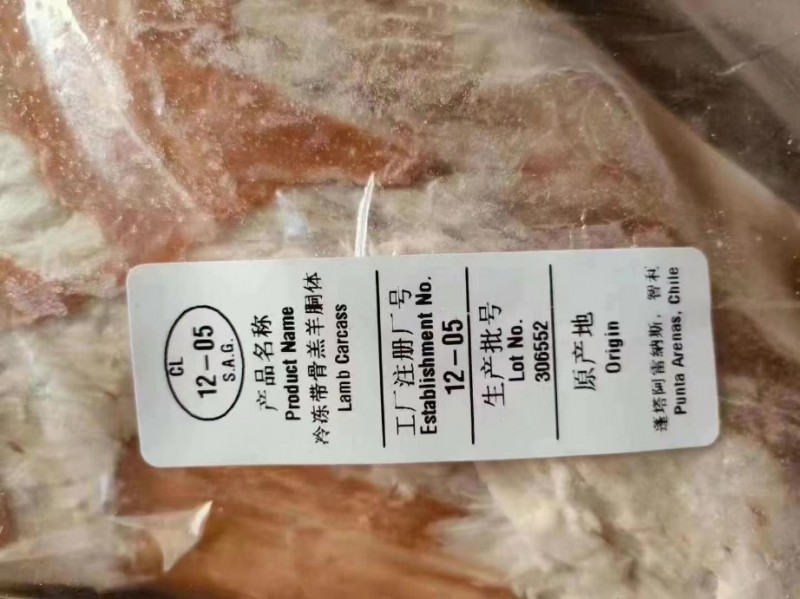 CL
12-05
S.A.G.
产品名称
Product Name
冷冻带骨羔羊胴体
Lamb Carcass
工厂注册厂号
Establishment No.
12-05
生产批号
Lot No.
306552
原产地
Origin
蓬塔阿雷納斯, 智利
Punta Arenas, Chile